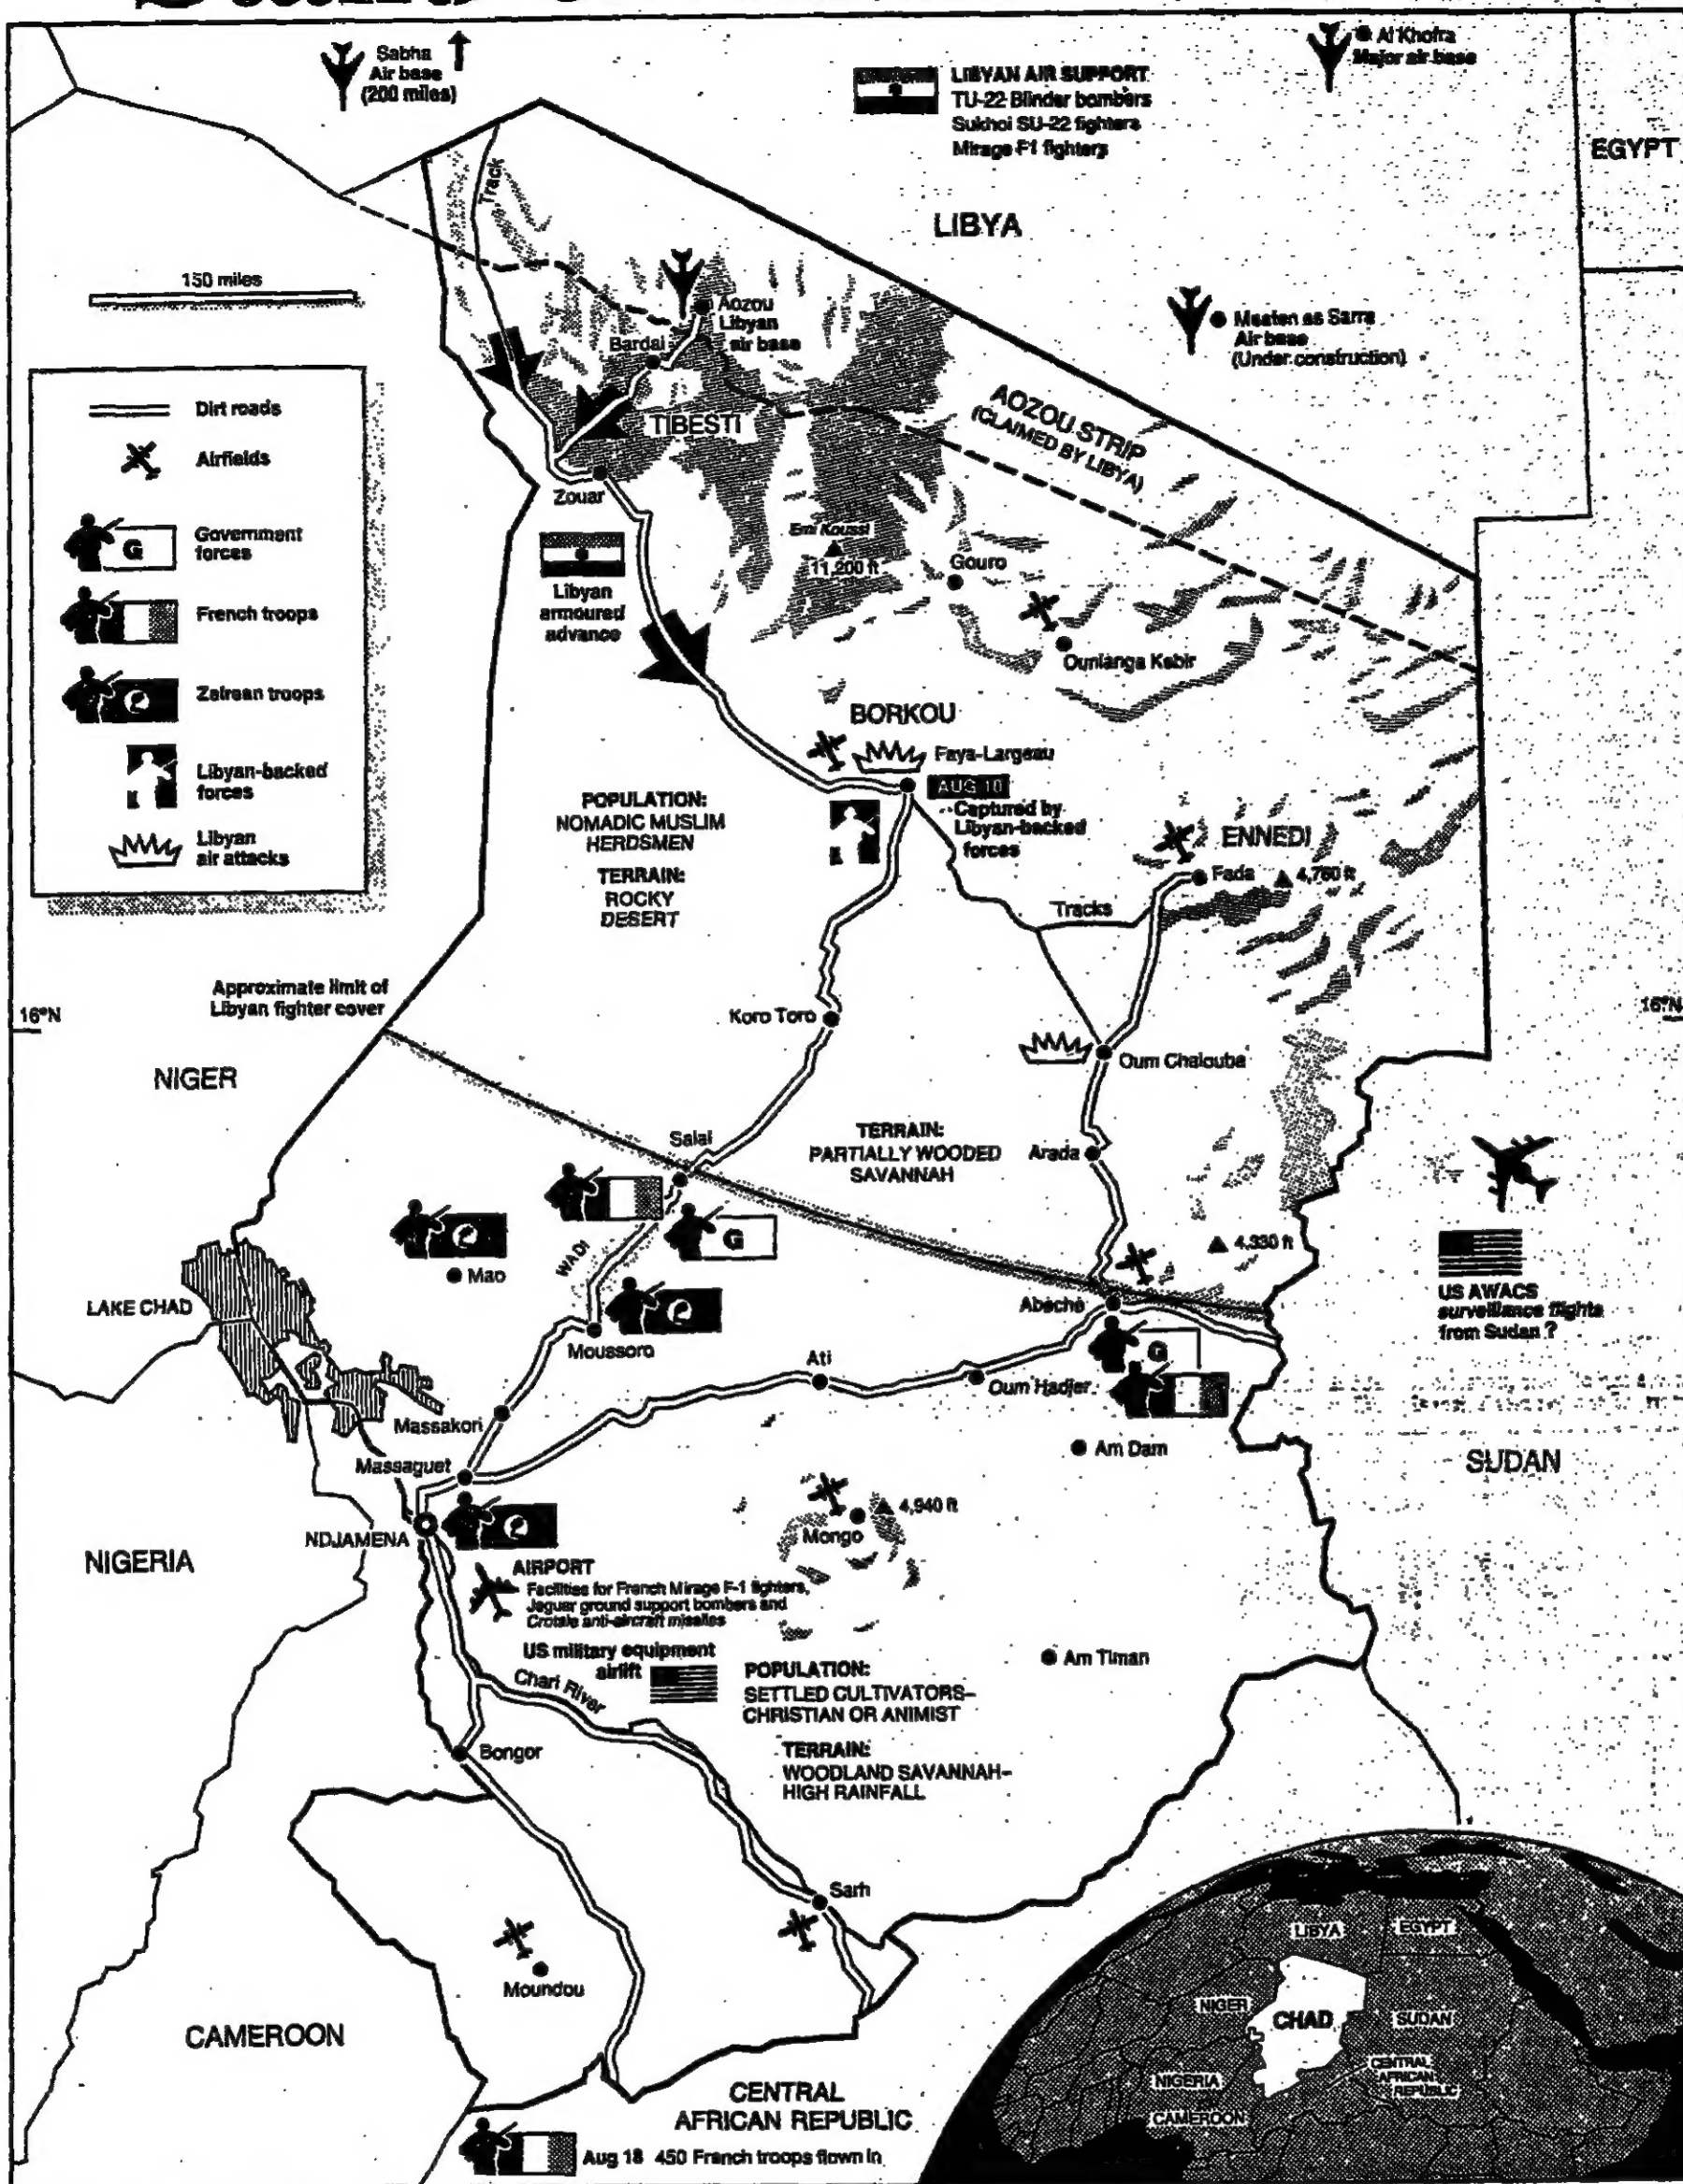 Sabha
Air base
(200 miles)
LIBYAN AIR SUPPORT
TU-22 Blinder bombers
Sukhoi SU-22 fighters
Mirage F1 fighters
Al Khofra
Major air base
EGYPT
LIBYA
Track
150 miles
Aozou
Libyan
air base
Bardai
Maaten as Sarra
Air base
(Under construction)
AOZOU STRIP
(CLAIMED BY LIBYA)
TIBESTI
Dirt roads
Airfields
G
Government
forces
French troops
Zairean troops
Libyan-backed
forces
Libyan
air attacks
Zouar
Emi Koussi
11,200 ft
Gouro
Libyan
armoured
advance
Ounianga Kebir
BORKOU
Faya-Largeau
AUG 10
Captured by
Libyan-backed
forces
POPULATION:
NOMADIC MUSLIM
HERDSMEN
TERRAIN:
ROCKY
DESERT
ENNEDI
Fada
4,760 ft
Tracks
Approximate limit of
Libyan fighter cover
16°N
16°N
Koro Toro
NIGER
Oum Chalouba
Salal
TERRAIN:
PARTIALLY WOODED
SAVANNAH
Arada
G
WADI
Mao
4,330 ft
US AWACS
surveillance flights
from Sudan ?
LAKE CHAD
Abeche
Moussoro
G
Ati
Oum Hadjer
Massakori
Am Dam
SUDAN
Massaguet
4,940 ft
Mongo
NDJAMENA
NIGERIA
AIRPORT
Facilities for French Mirage F-1 fighters,
Jaguar ground support bombers and
Crotale anti-aircraft missiles
US military equipment
airlift
Chari River
Am Timan
POPULATION:
SETTLED CULTIVATORS–
CHRISTIAN OR ANIMIST
TERRAIN:
WOODLAND SAVANNAH–
HIGH RAINFALL
Bongor
Sarh
Moundou
CAMEROON
CENTRAL
AFRICAN REPUBLIC
Aug 18 450 French troops flown in
LIBYA
EGYPT
NIGER
CHAD
SUDAN
NIGERIA
CENTRAL
AFRICAN
REPUBLIC
CAMEROON